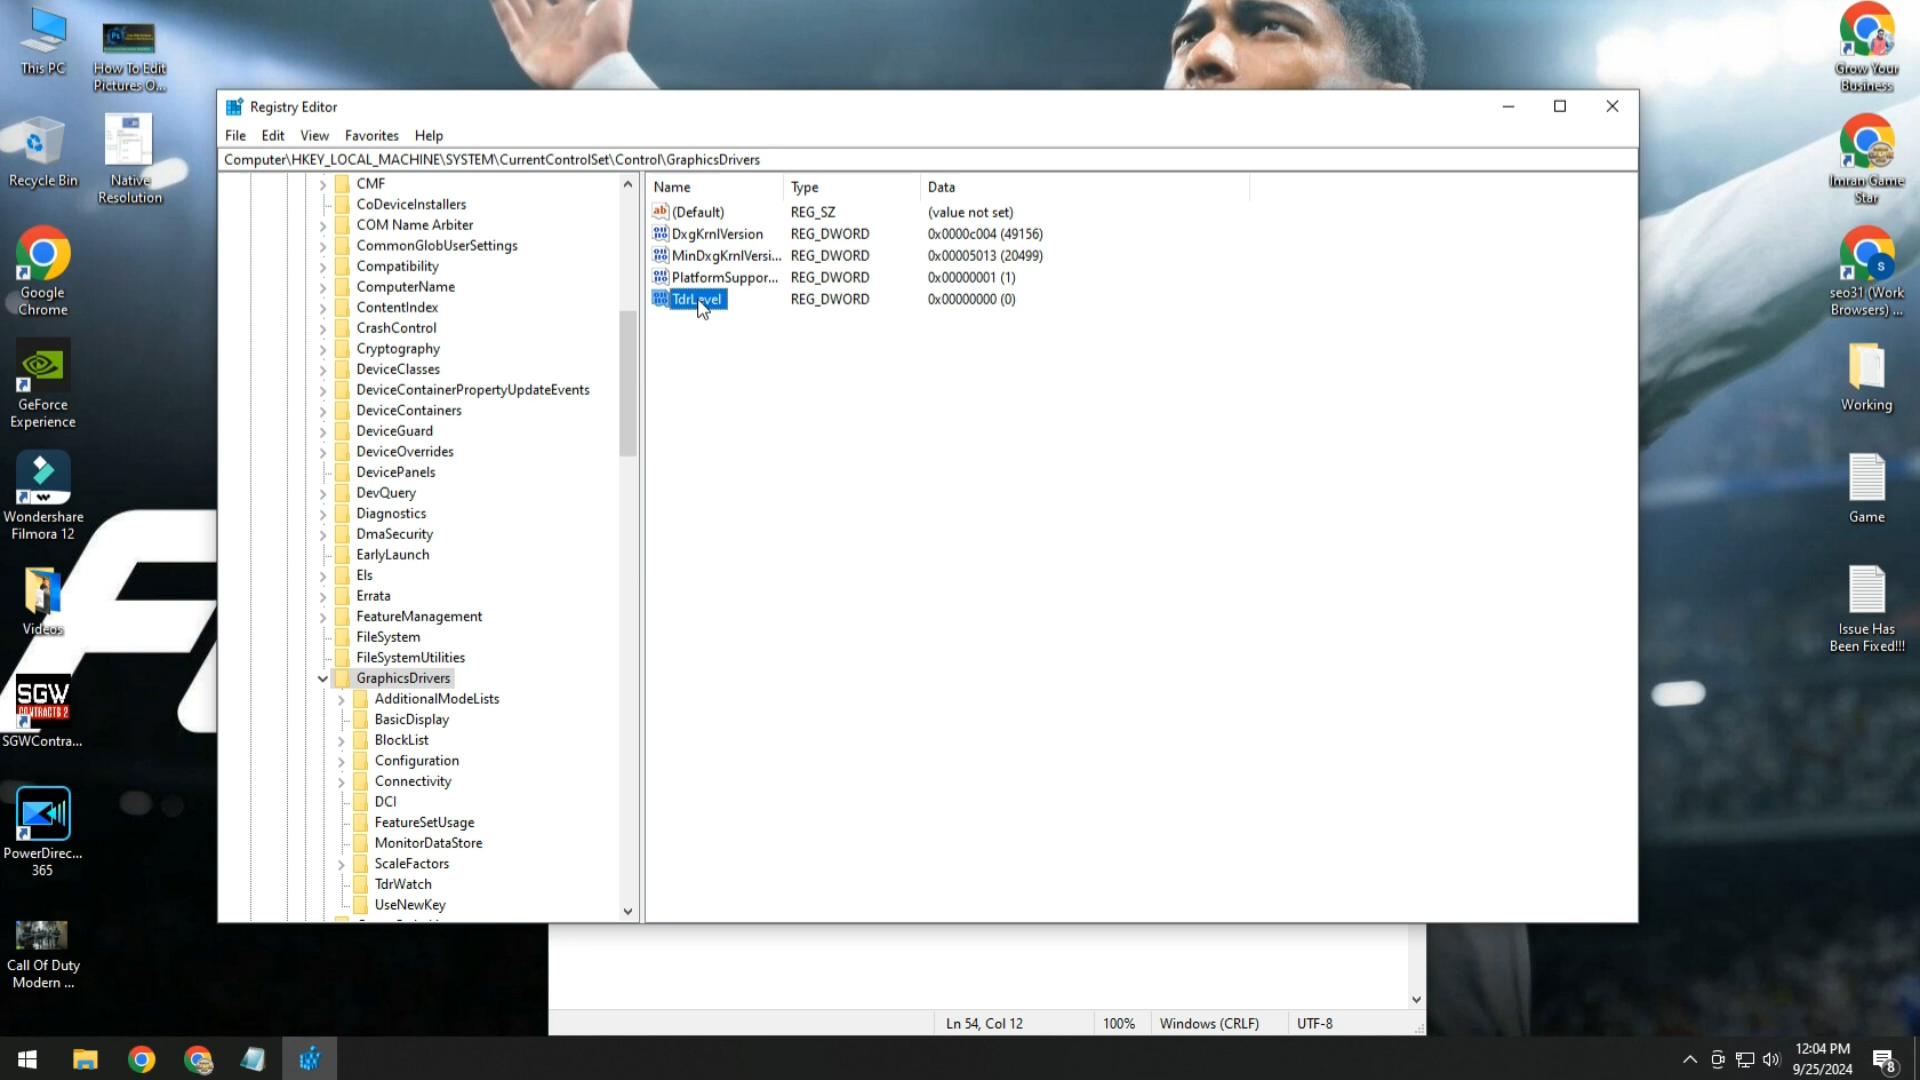 This PC
How To Edit
Pictures O...
Recycle Bin
Native
Resolution
Google
Chrome
GeForce
Experience
Wondershare
Filmora 12
Videos
SGW
CONTRACTS 2
SGWContra...
PowerDirec...
365
Call Of Duty
Modern ...
Registry Editor
File Edit View Favorites Help
Computer\HKEY_LOCAL_MACHINE\SYSTEM\CurrentControlSet\Control\GraphicsDrivers
CMF
CoDeviceInstallers
COM Name Arbiter
CommonGlobUserSettings
Compatibility
ComputerName
ContentIndex
CrashControl
Cryptography
DeviceClasses
DeviceContainerPropertyUpdateEvents
DeviceContainers
DeviceGuard
DeviceOverrides
DevicePanels
DevQuery
Diagnostics
DmaSecurity
EarlyLaunch
Els
Errata
FeatureManagement
FileSystem
FileSystemUtilities
GraphicsDrivers
AdditionalModeLists
BasicDisplay
BlockList
Configuration
Connectivity
DCI
FeatureSetUsage
MonitorDataStore
ScaleFactors
TdrWatch
UseNewKey
Name Type Data
(Default) REG_SZ (value not set)
DxgKrnlVersion REG_DWORD 0x0000c004 (49156)
MinDxgKrnlVersi... REG_DWORD 0x00005013 (20499)
PlatformSuppor... REG_DWORD 0x00000001 (1)
TdrLevel REG_DWORD 0x00000000 (0)
Grow Your
Business
Imran Game
Star
S
seo31 (Work
Browsers) ...
Working
Game
Issue Has
Been Fixed!!!
Ln 54, Col 12 100% Windows (CRLF) UTF-8
12:04 PM
9/25/2024
8